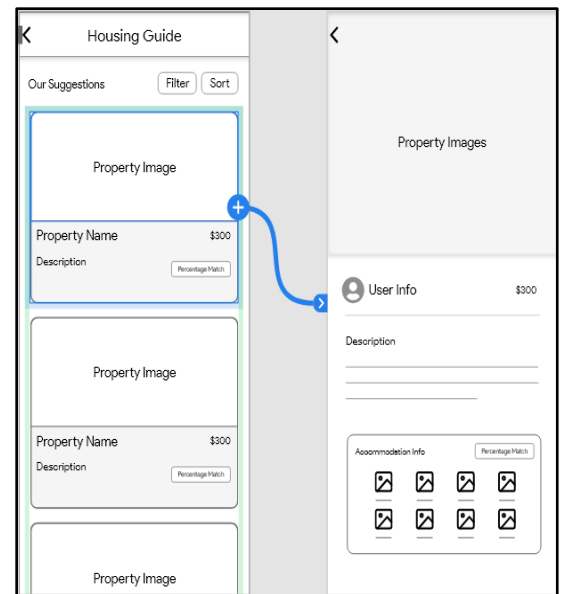 Housing Guide
Our Suggestions
Filter
Sort
Property Image
Property Name
$300
Description
Percentage Match
Property Image
Property Name
$300
Description
Percentage Match
Property Image
Property Images
User Info
$300
Description
Accommodation Info
Percentage Match